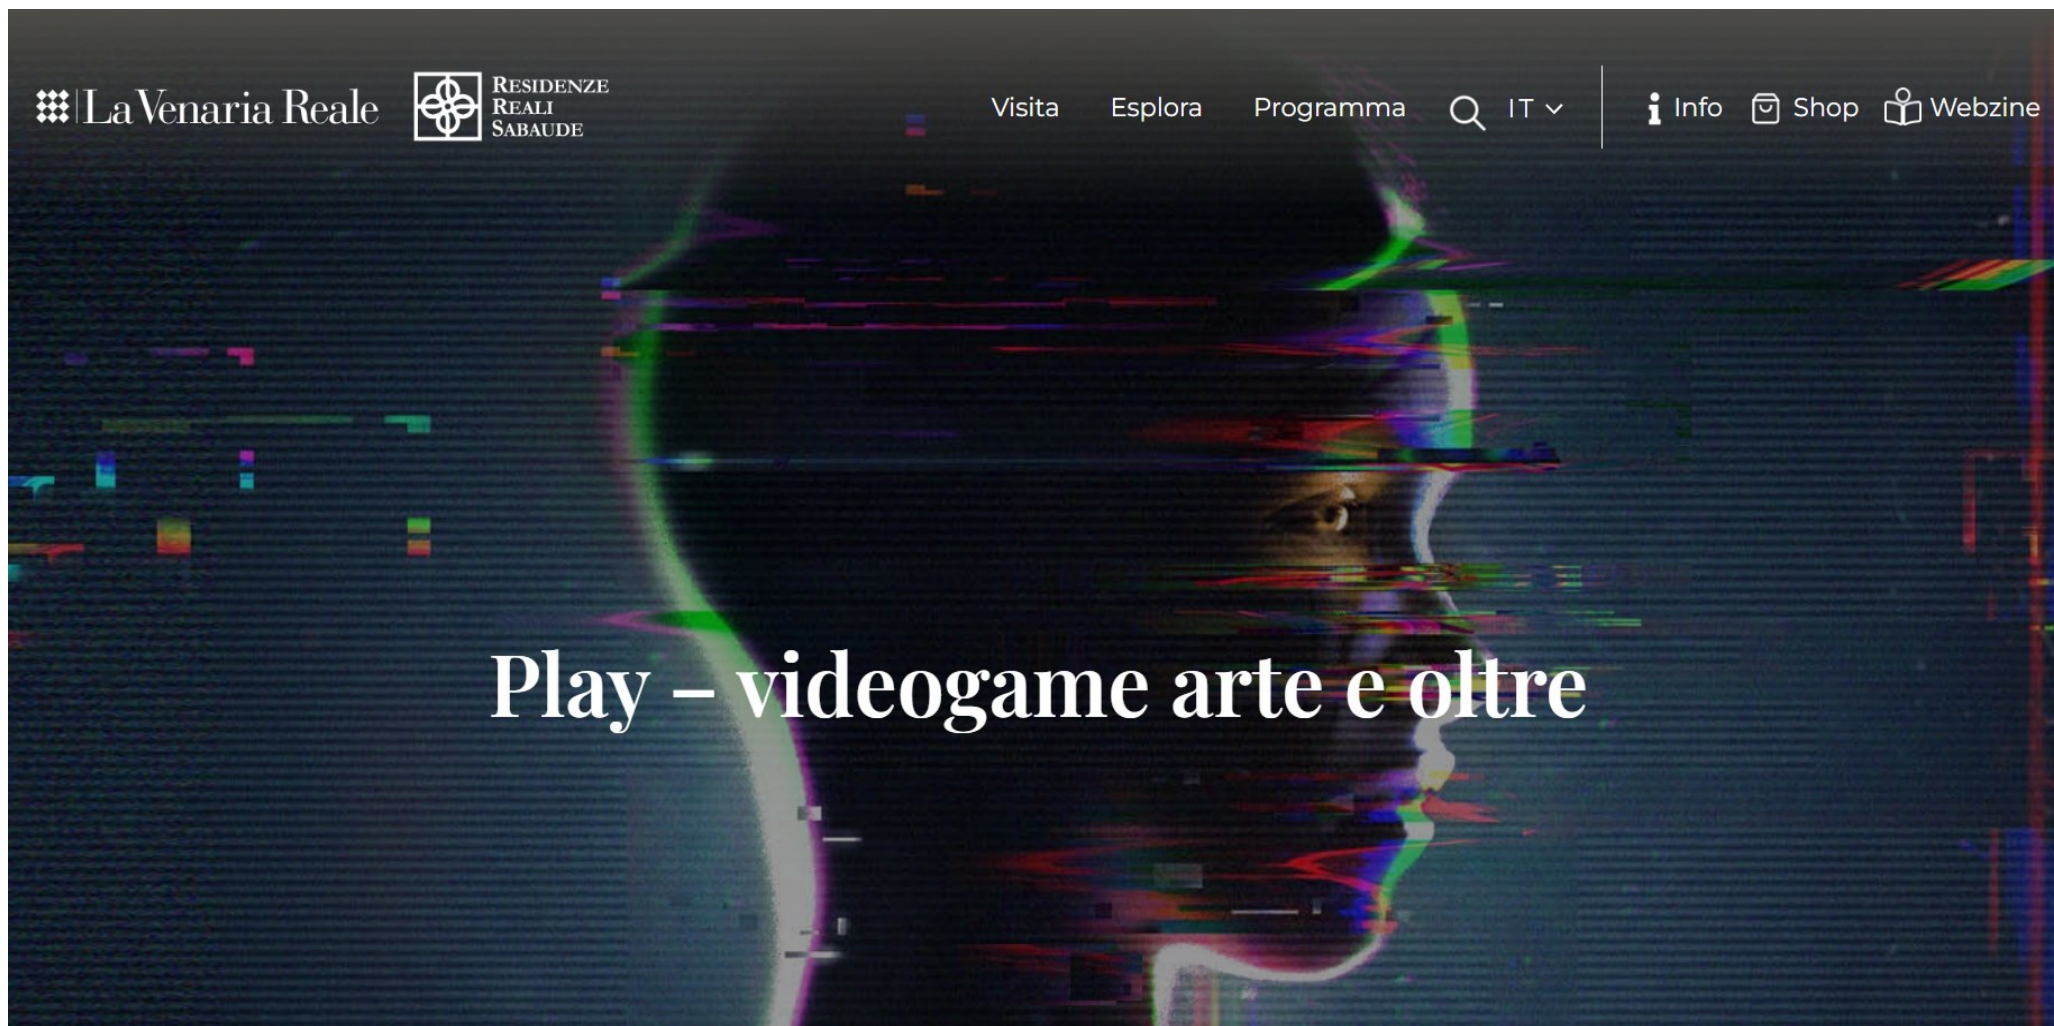 La Venaria Reale
RESIDENZE
REALI
SABAUDE
Visita
Esplora
Programma
IT
Info
Shop
Webzine
Play – videogame arte e oltre